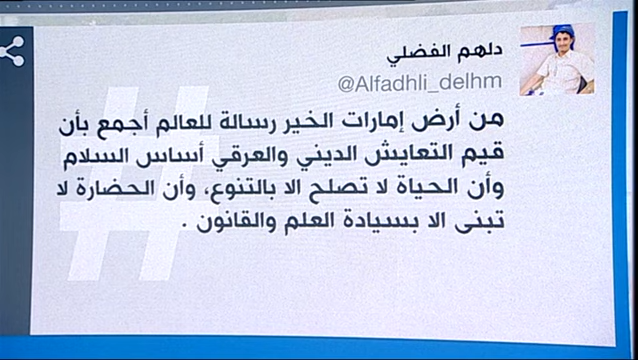 دلهم الفضلي
@Alfadhli_delhm
من أرض إمارات الخير رسالة للعالم أجمع بأن
قيم التعايش الديني والعرقي أساس السلام
وأن الحياة لا تصلح الا بالتنوع، وأن الحضارة لا
تبنى الا بسيادة العلم والقانون .
#